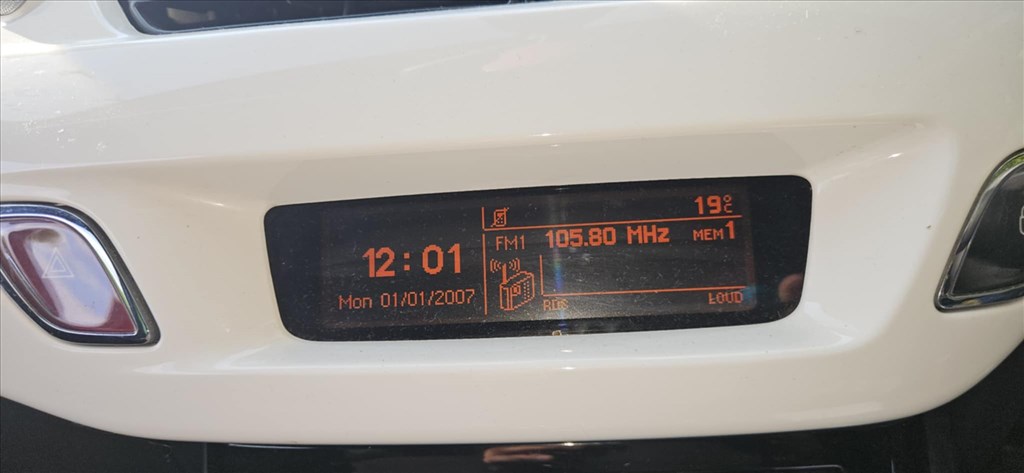 19°C
FM1 105.80 MHz MEM1
12:01
Mon 01/01/2007
RDS LOUD